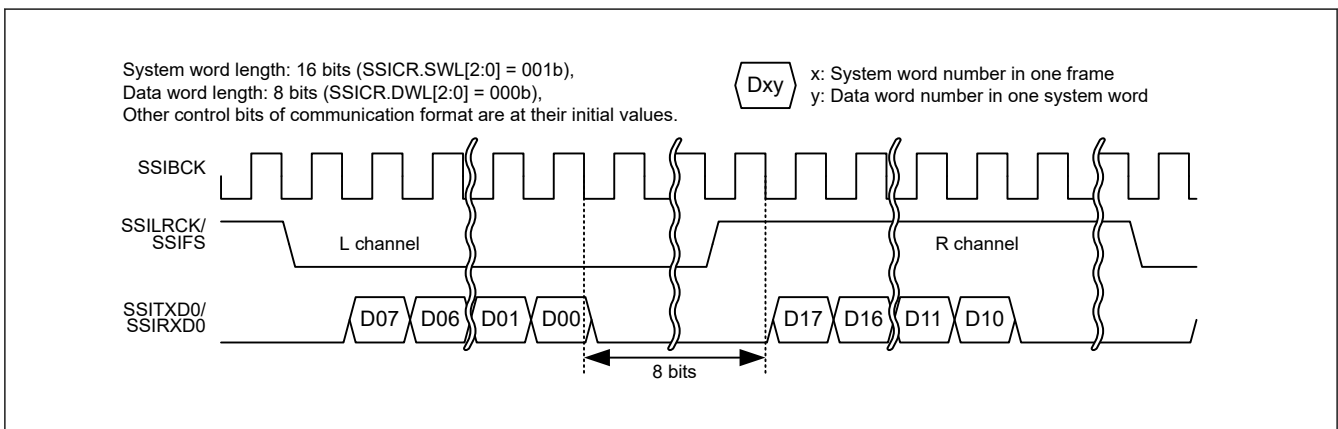 System word length: 16 bits (SSICR.SWL[2:0] = 001b),
Data word length: 8 bits (SSICR.DWL[2:0] = 000b),
Other control bits of communication format are at their initial values.
Dxy
x: System word number in one frame
y: Data word number in one system word
SSIBCK
SSILRCK/
SSIFS
L channel
R channel
SSITXD0/
SSIRXD0
D07 D06 D01 D00 D17 D16 D11 D10
8 bits